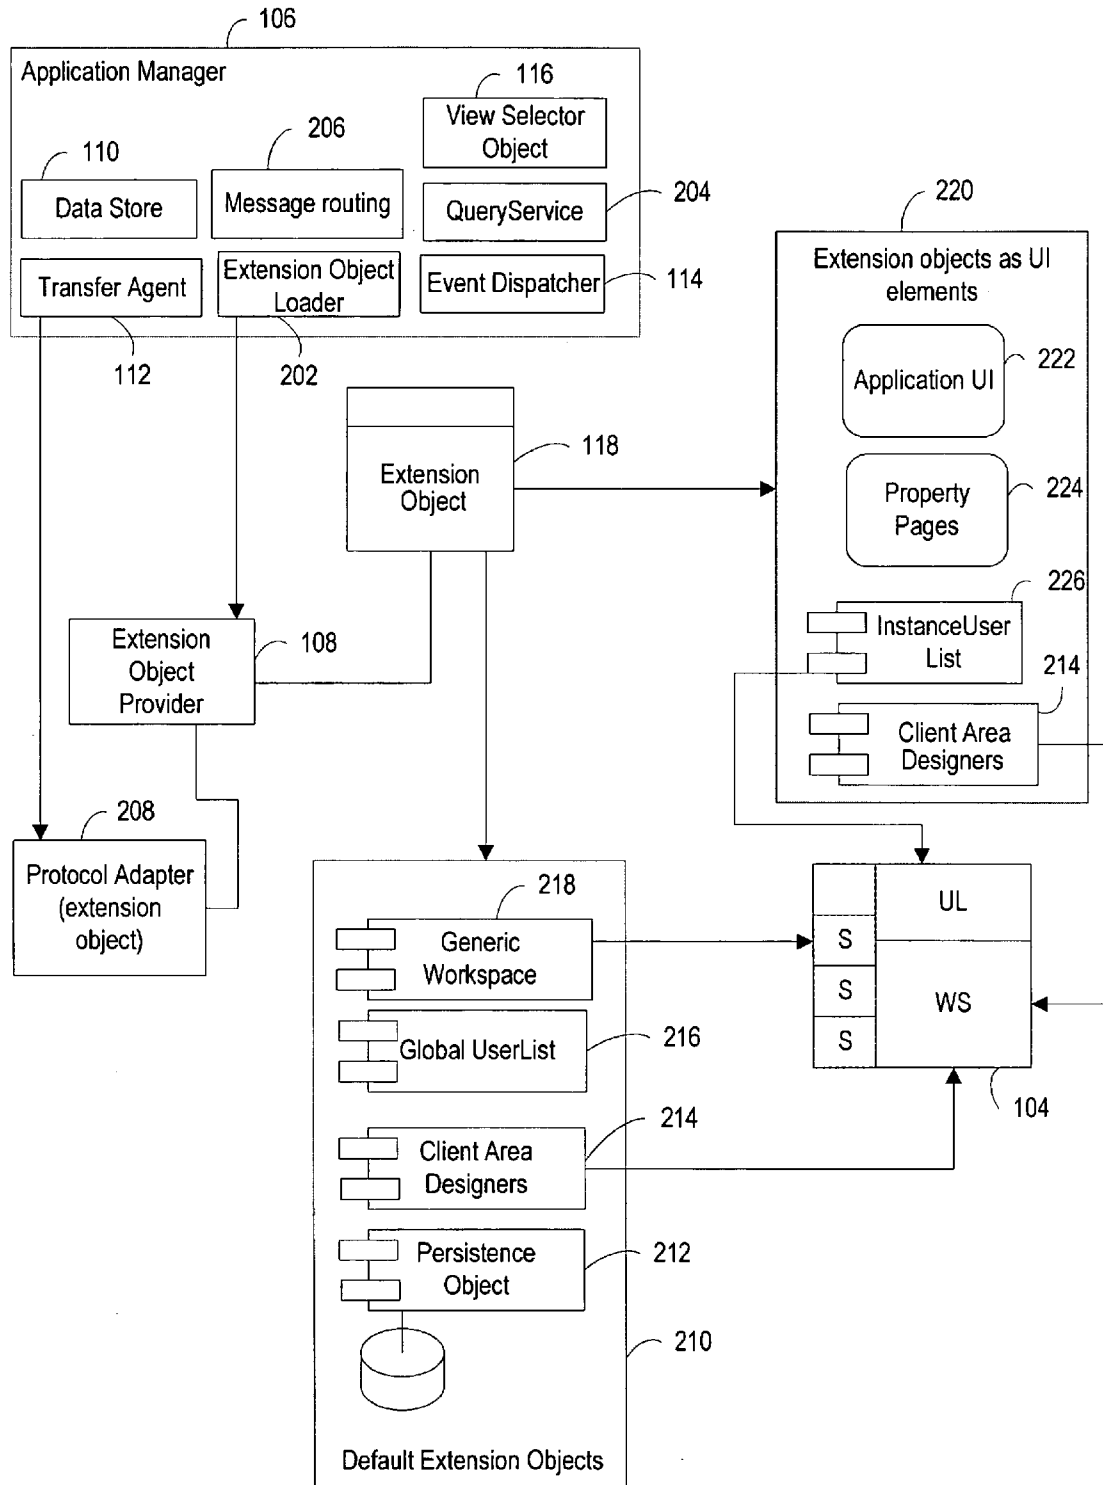 106
Application Manager
116
View Selector
Object
206
110
Data Store
Message routing
QueryService
204
Transfer Agent
Extension Object
Loader
Event Dispatcher
114
112
202
220
Extension objects as UI
elements
Application UI
222
Property
Pages
224
226
InstanceUser
List
214
Client Area
Designers
118
Extension
Object
Extension
Object
Provider
108
208
Protocol Adapter
(extension
object)
218
Generic
Workspace
Global UserList
216
214
Client Area
Designers
Persistence
Object
212
210
Default Extension Objects
UL
S
S
WS
S
104